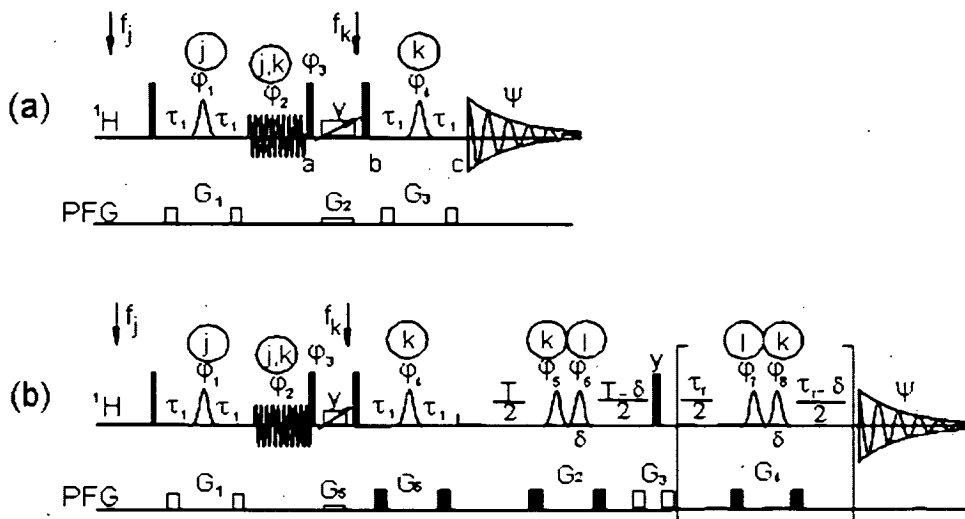 f_j f_k
j j,k k
φ₁ φ₂ φ₃ φ₄ ψ
(a) ¹H τ₁ τ₁ y τ₁ τ₁
a b c
PFG G₁ G₂ G₃
f_j f_k
j j,k k k l l k
φ₁ φ₂ φ₃ φ₄ φ₅ φ₆ y φ₇ φ₈ ψ
(b) ¹H τ₁ τ₁ y τ₁ τ₁ T/2 T-δ/2 τᵣ/2 τᵣ-δ/2
δ δ
PFG G₁ G₅ G₆ G₂ G₃ G₄